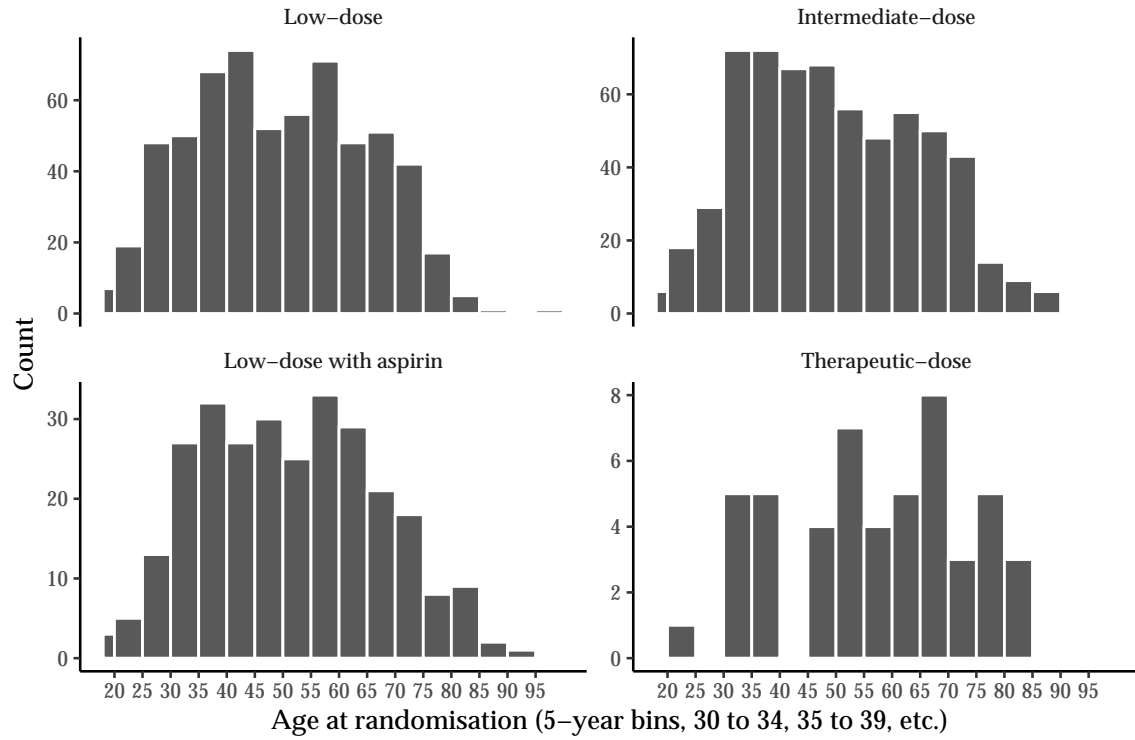 Low−dose
Intermediate−dose
60
40
20
0
60
40
20
0
Count
Low−dose with aspirin
Therapeutic−dose
30
20
10
0
8
6
4
2
0
20 25 30 35 40 45 50 55 60 65 70 75 80 85 90 95
20 25 30 35 40 45 50 55 60 65 70 75 80 85 90 95
Age at randomisation (5−year bins, 30 to 34, 35 to 39, etc.)